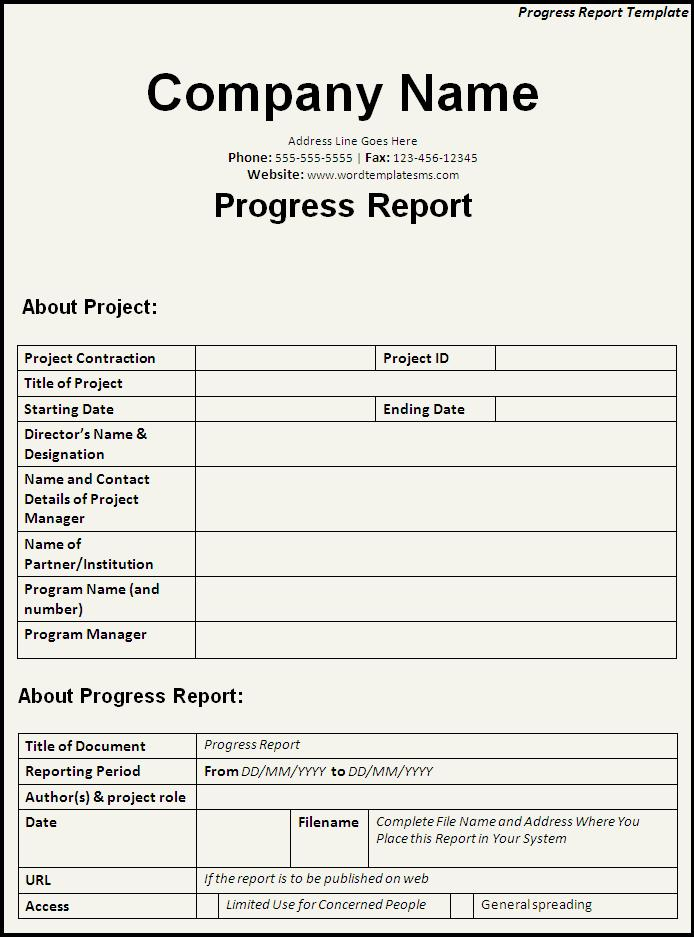 Progress Report Template
Company Name
Address Line Goes Here
Phone: 555-555-5555 | Fax: 123-456-12345
Website: www.wordtemplatesms.com
Progress Report
About Project:
Project Contraction Project ID
Title of Project
Starting Date Ending Date
Director's Name &
Designation
Name and Contact
Details of Project
Manager
Name of
Partner/Institution
Program Name (and
number)
Program Manager
About Progress Report:
Title of Document Progress Report
Reporting Period From DD/MM/YYYY to DD/MM/YYYY
Author(s) & project role
Date Filename Complete File Name and Address Where You
Place this Report in Your System
URL If the report is to be published on web
Access Limited Use for Concerned People General spreading